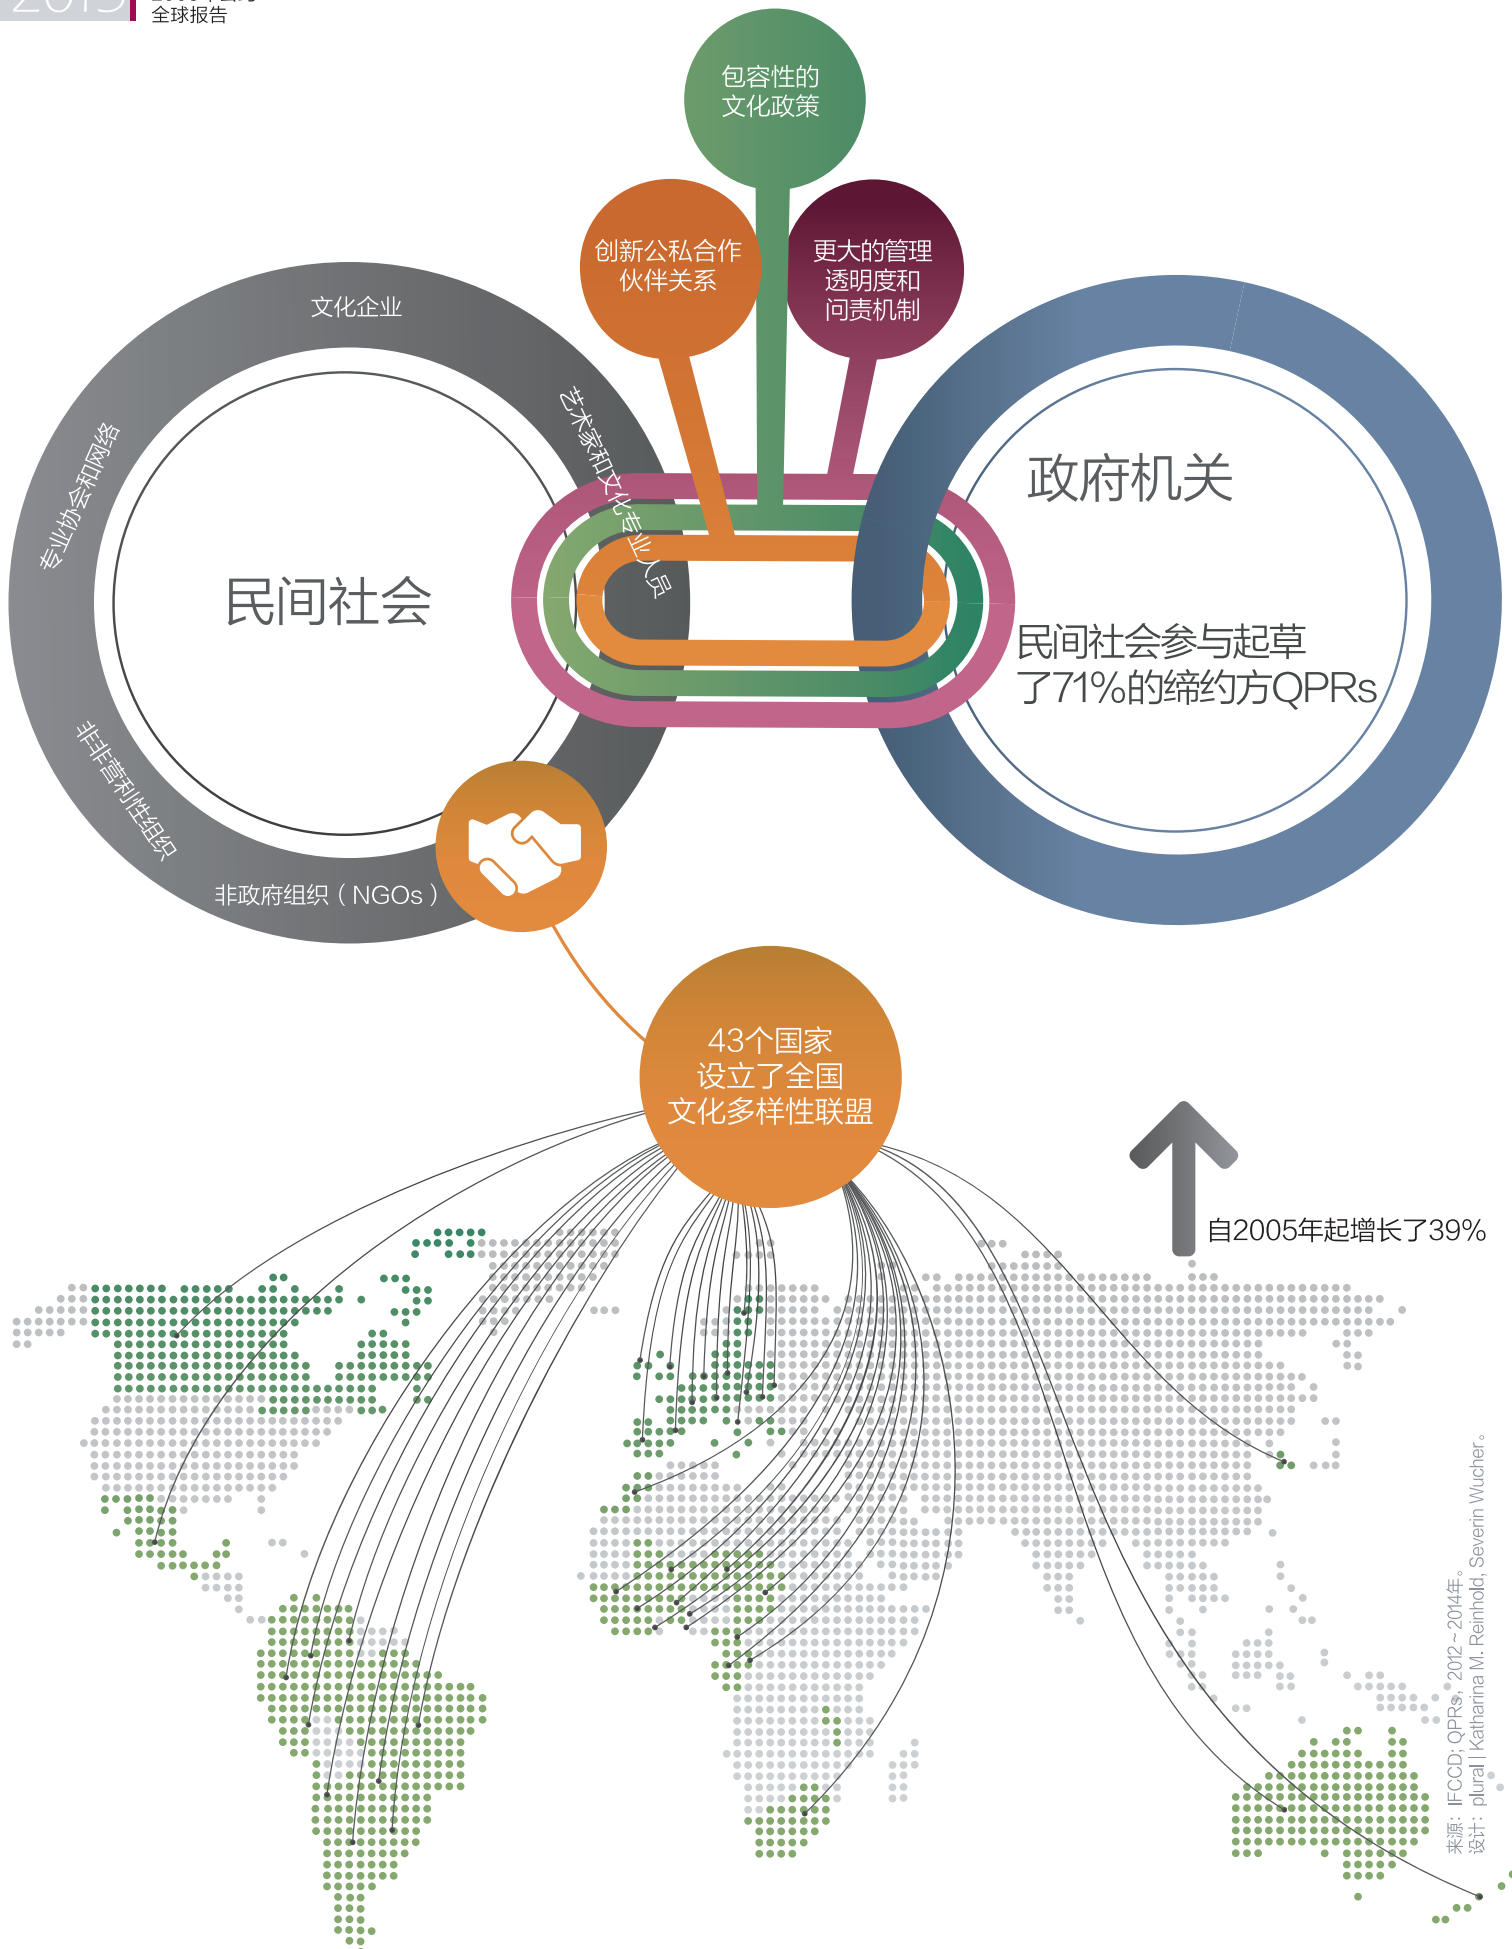 2015
全球报告
包容性的
文化政策
创新公私合作
伙伴关系
更大的管理
透明度和
问责机制
文化企业
艺术家和文化专业人员
专业协会和网络
民间社会
非非营利性组织
非政府组织（NGOs）
政府机关
民间社会参与起草
了71%的缔约方QPRs
43个国家
设立了全国
文化多样性联盟
自2005年起增长了39%
来源：IFCCD; QPRs, 2012 ~ 2014年。
设计：plural | Katharina M. Reinhold, Severin Wucher。